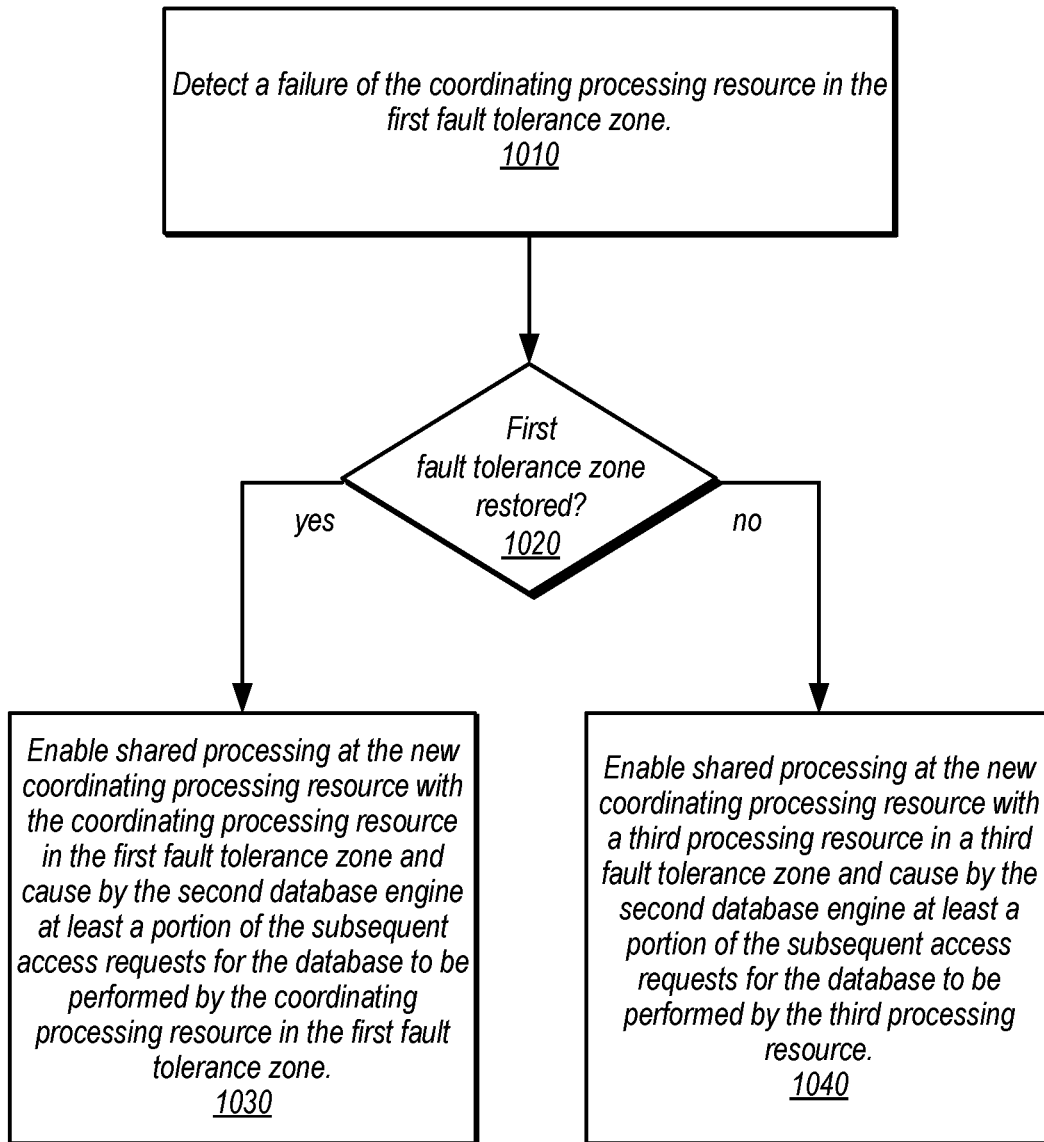 Detect a failure of the coordinating processing resource in the
first fault tolerance zone.
1010
First
fault tolerance zone
restored?
1020
yes
no
Enable shared processing at the new
coordinating processing resource with
the coordinating processing resource
in the first fault tolerance zone and
cause by the second database engine
at least a portion of the subsequent
access requests for the database to be
performed by the coordinating
processing resource in the first fault
tolerance zone.
1030
Enable shared processing at the new
coordinating processing resource with
a third processing resource in a third
fault tolerance zone and cause by the
second database engine at least a
portion of the subsequent access
requests for the database to be
performed by the third processing
resource.
1040